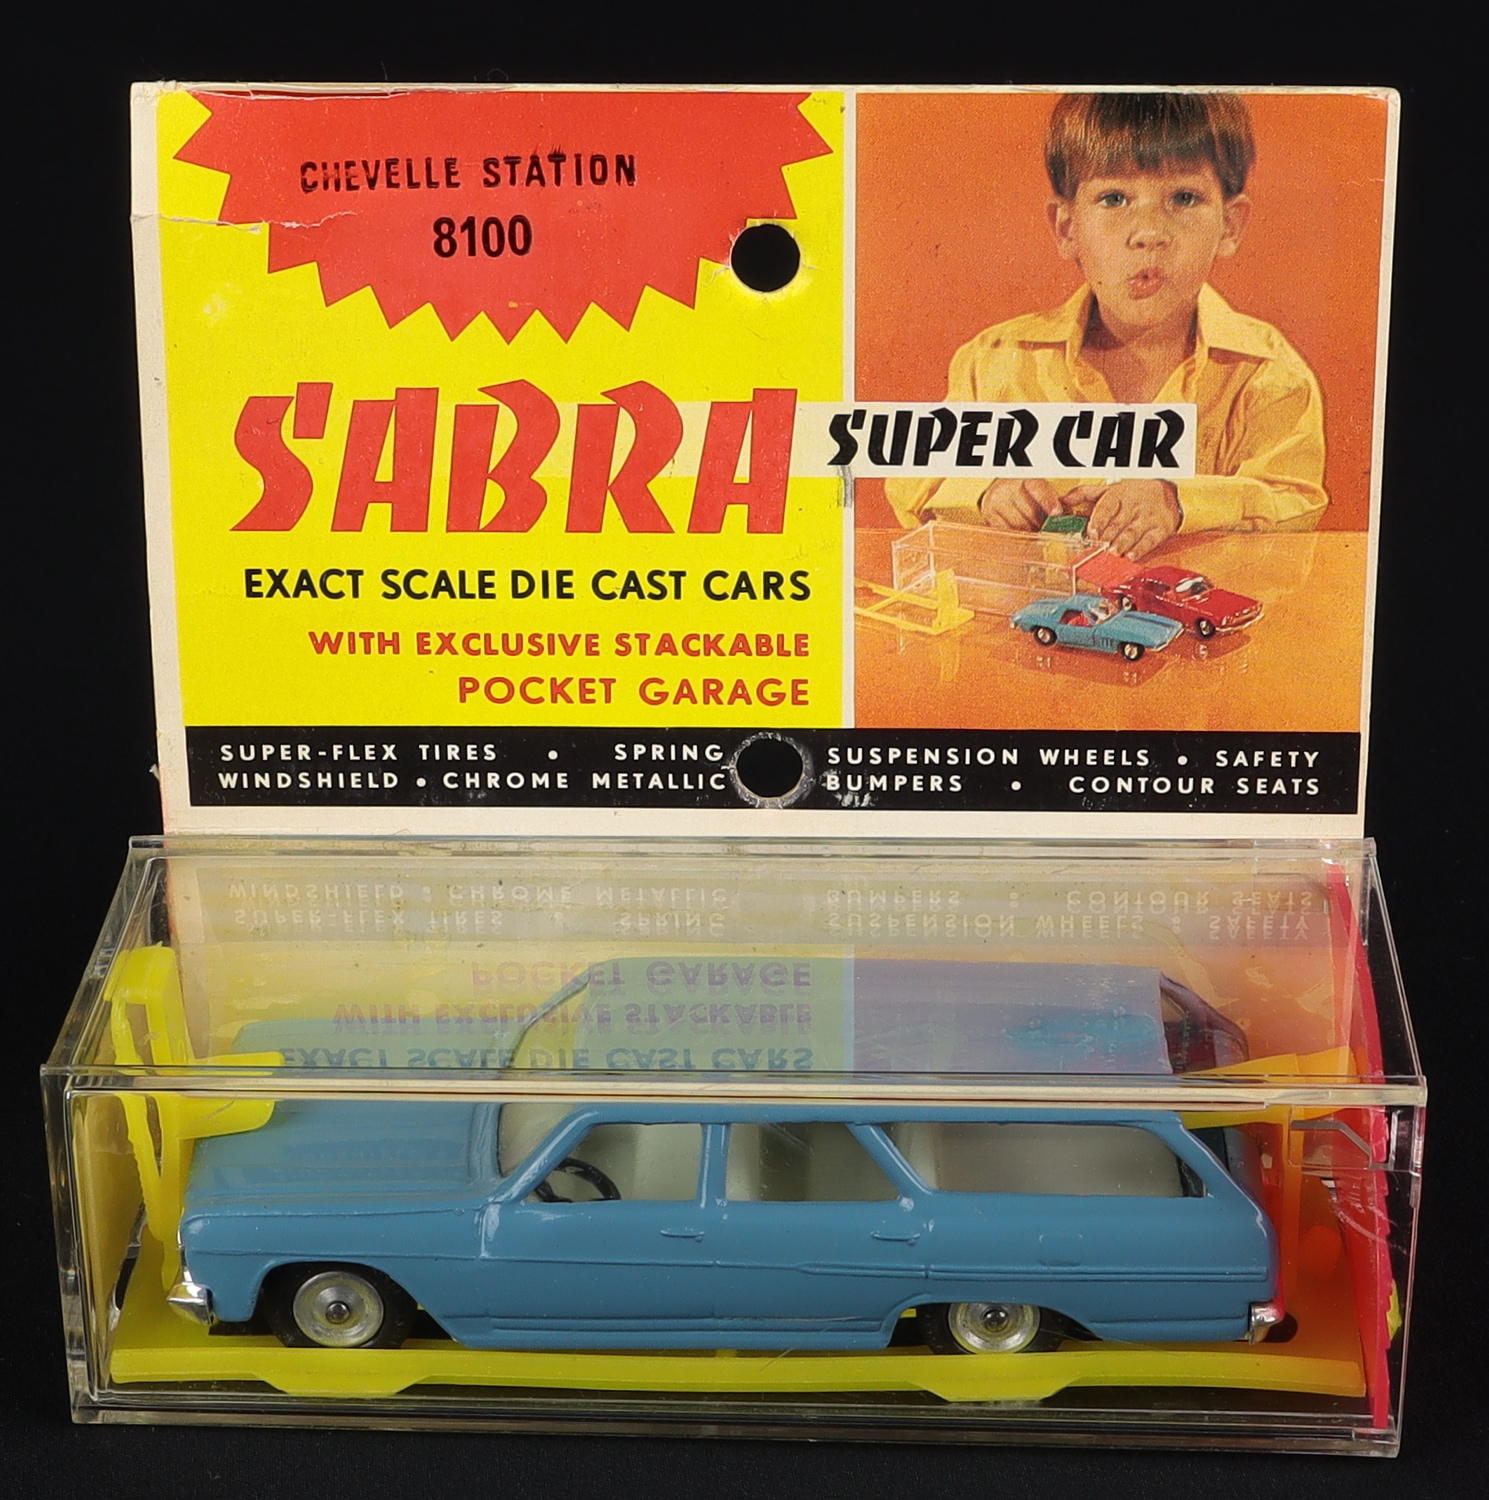 CHEVELLE STATION
8100
SABRA SUPER CAR
EXACT SCALE DIE CAST CARS
WITH EXCLUSIVE STACKABLE
POCKET GARAGE
SUPER-FLEX TIRES • SPRING SUSPENSION WHEELS • SAFETY
WINDSHIELD • CHROME METALLIC BUMPERS • CONTOUR SEATS